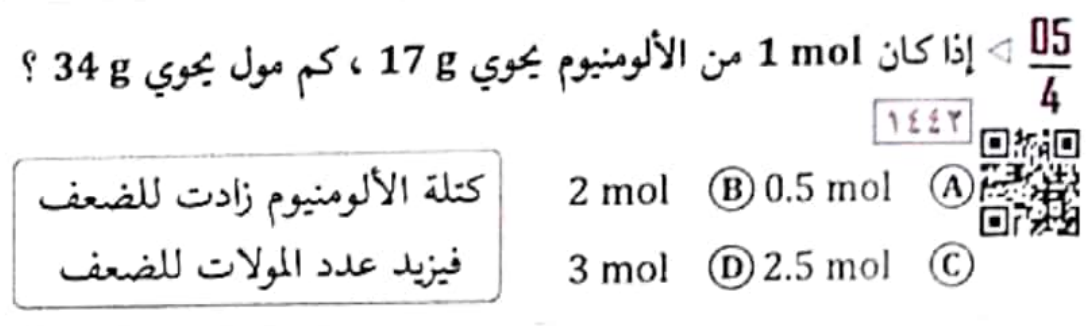 05
4
◁ إذا كان 1 mol من الألومنيوم يحوي 17 g ، كم مول يحوي 34 g ؟
١٤٤٢
A 0.5 mol B 2 mol
C 2.5 mol D 3 mol
كتلة الألومنيوم زادت للضعف
فيزيد عدد المولات للضعف